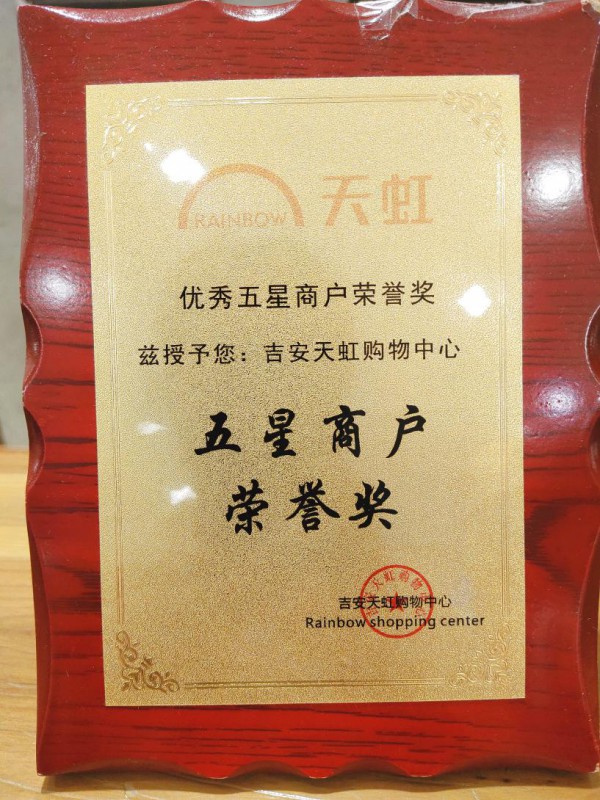 RAINBOW 天虹
优秀五星商户荣誉奖
兹授予您：吉安天虹购物中心
五星商户
荣誉奖
吉安天虹购物中心
Rainbow shopping center